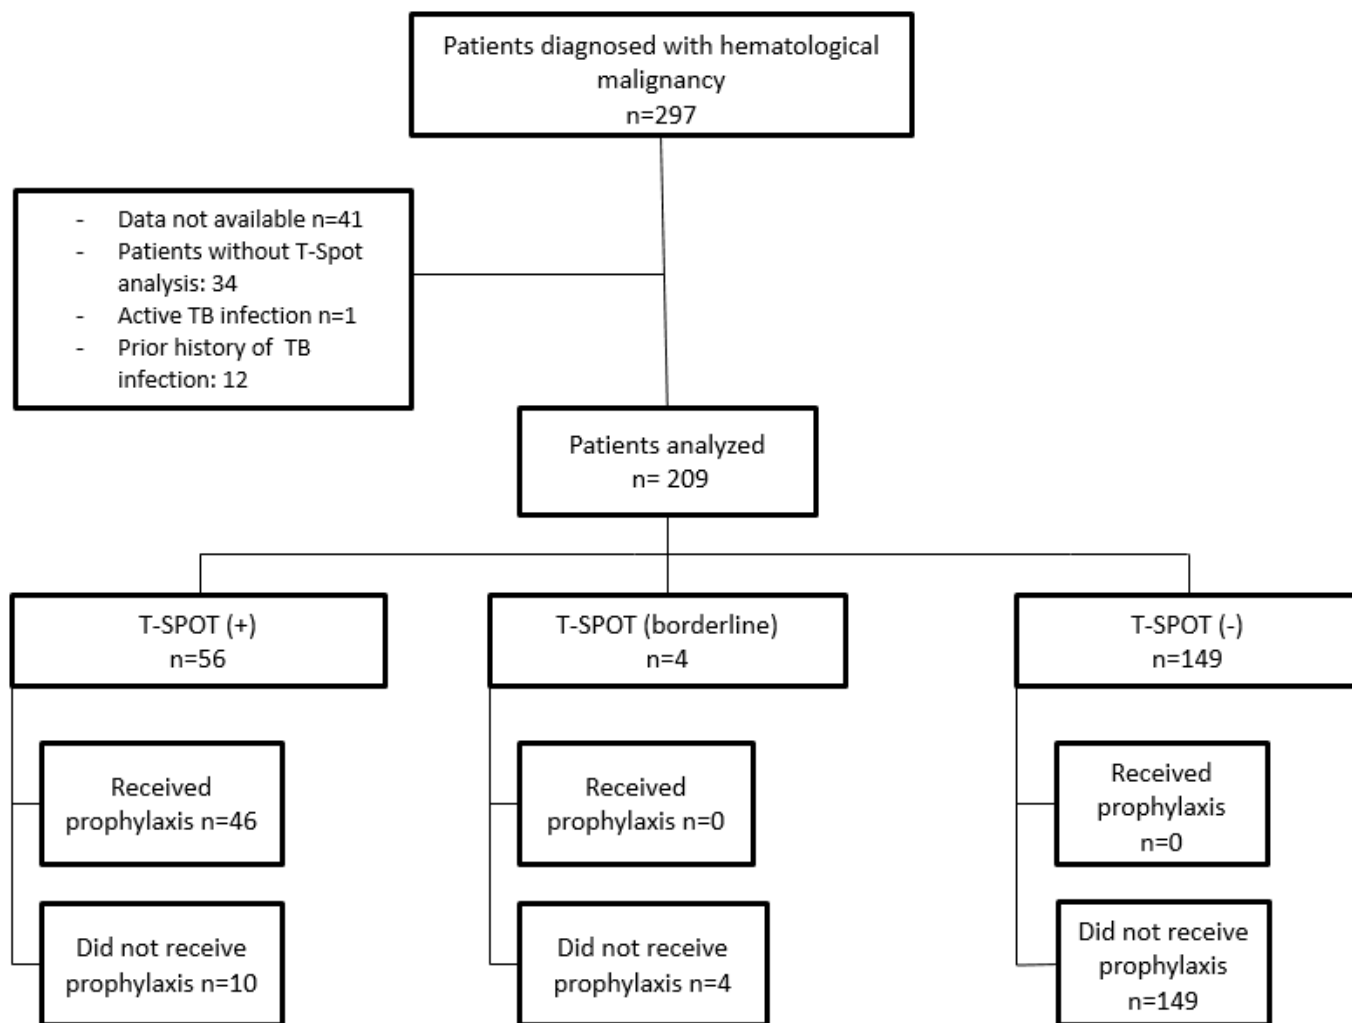 Patients diagnosed with hematological
malignancy
n=297
- Data not available n=41
- Patients without T-Spot
analysis: 34
- Active TB infection n=1
- Prior history of TB
infection: 12
Patients analyzed
n= 209
T-SPOT (+)
n=56
Received
prophylaxis n=46
Did not receive
prophylaxis n=10
T-SPOT (borderline)
n=4
Received
prophylaxis n=0
Did not receive
prophylaxis n=4
T-SPOT (-)
n=149
Received
prophylaxis
n=0
Did not receive
prophylaxis
n=149